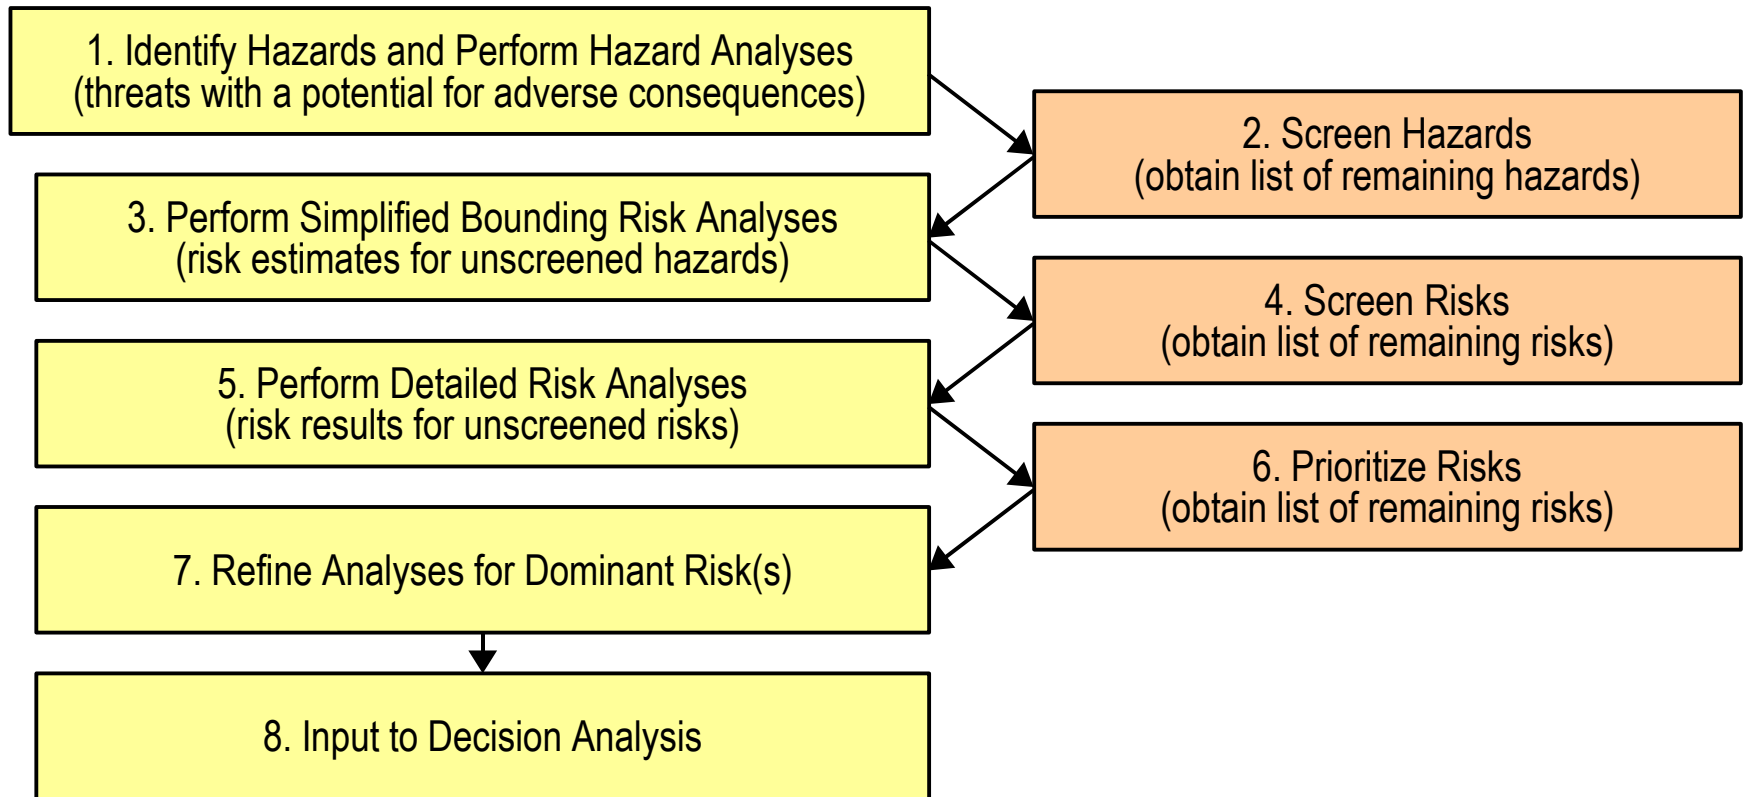 1. Identify Hazards and Perform Hazard Analyses
(threats with a potential for adverse consequences)
2. Screen Hazards
(obtain list of remaining hazards)
3. Perform Simplified Bounding Risk Analyses
(risk estimates for unscreened hazards)
4. Screen Risks
(obtain list of remaining risks)
5. Perform Detailed Risk Analyses
(risk results for unscreened risks)
6. Prioritize Risks
(obtain list of remaining risks)
7. Refine Analyses for Dominant Risk(s)
8. Input to Decision Analysis